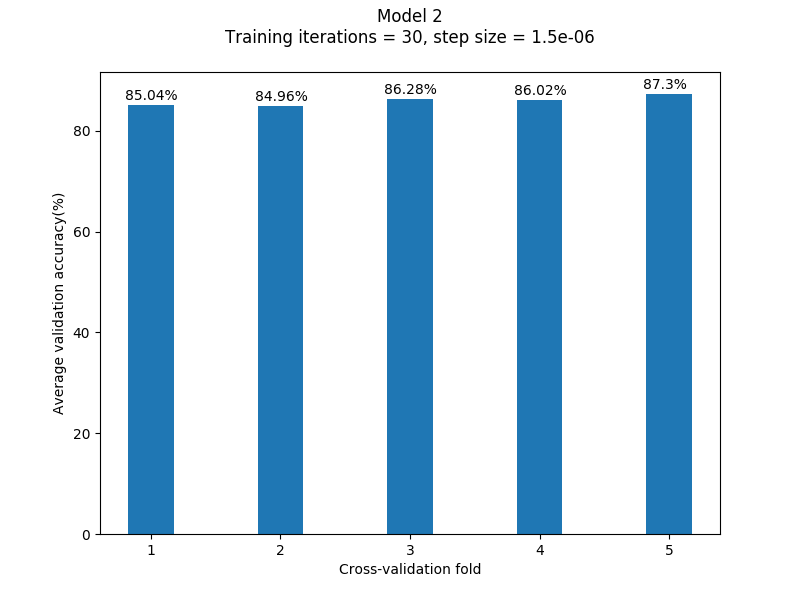 Model 2
Training iterations = 30, step size = 1.5e-06
85.04%
84.96%
86.28%
86.02%
87.3%
80
60
40
20
0
Average validation accuracy(%)
1 2 3 4 5
Cross-validation fold